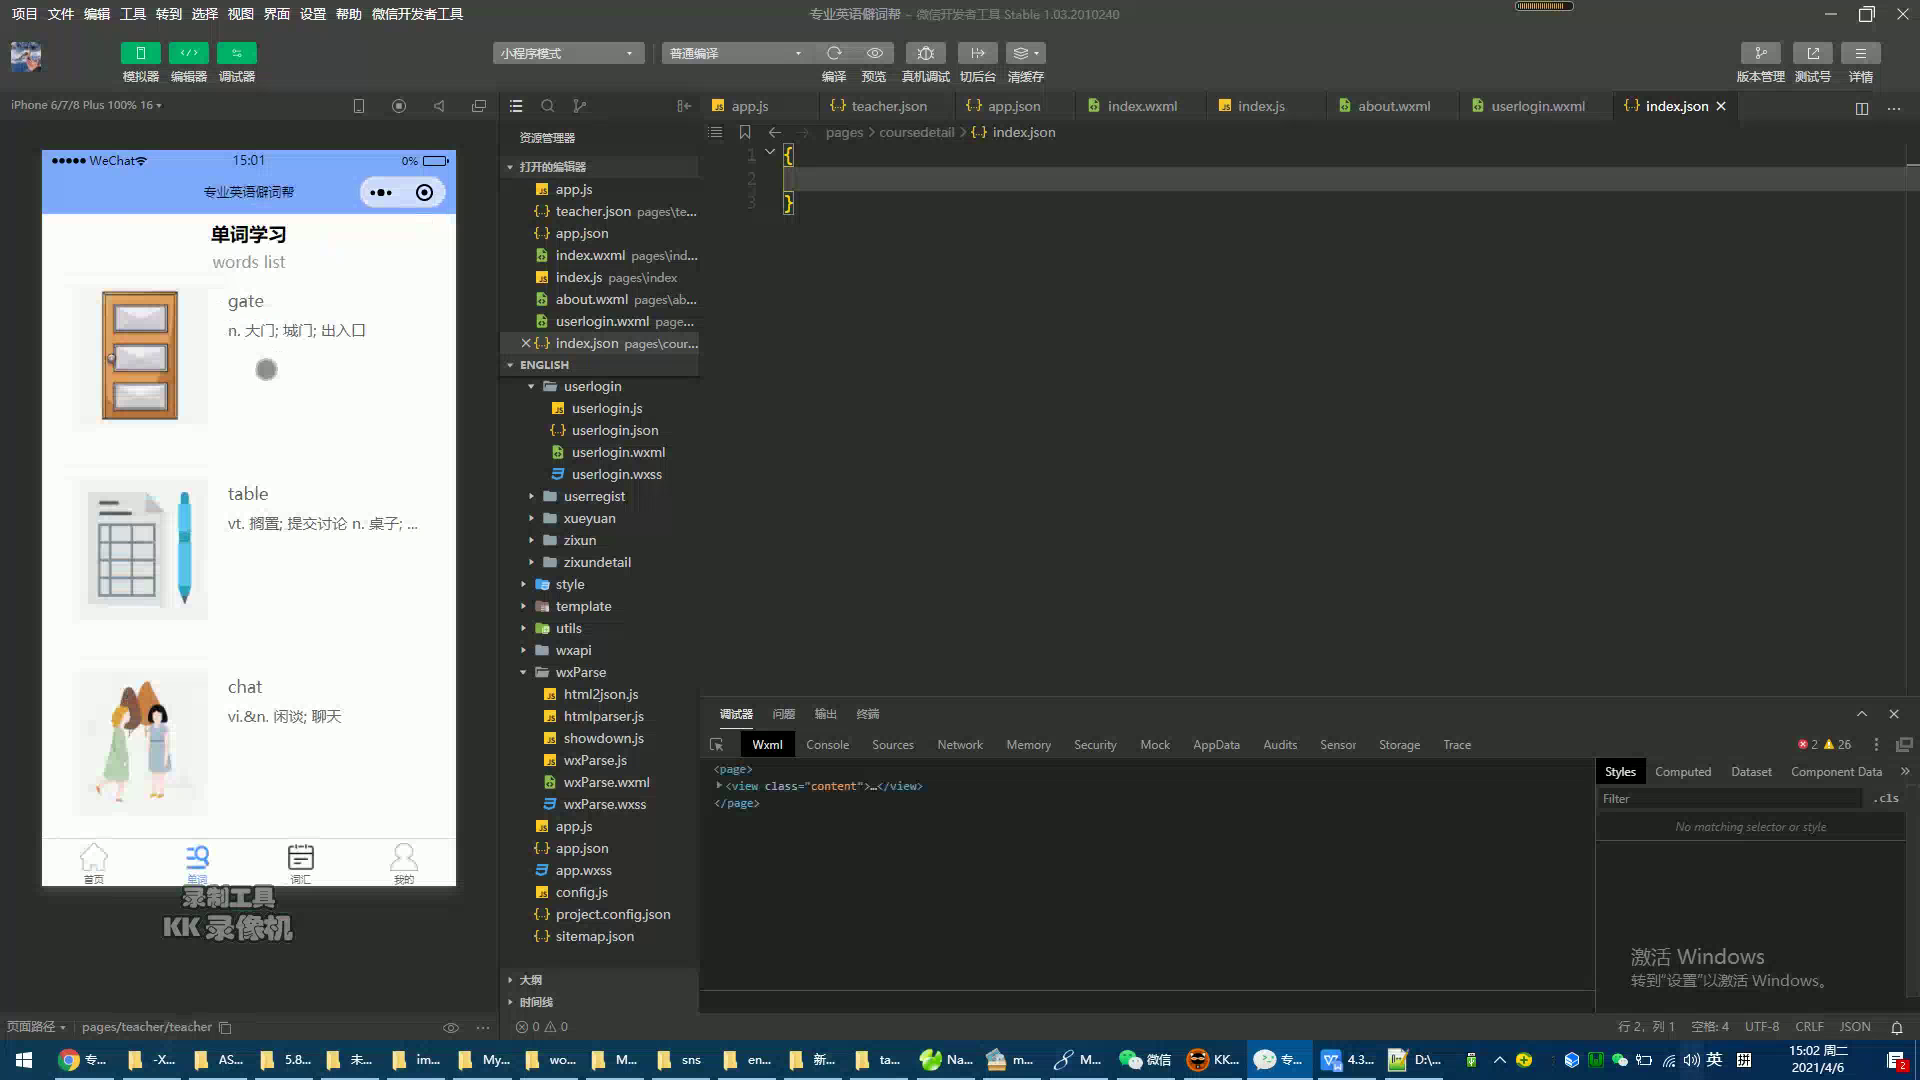 项目 文件 编辑 工具 转到 选择 视图 界面 设置 帮助 微信开发者工具
专业英语僻词帮 - 微信开发者工具 Stable 1.03.2010240
小程序模式 普通编译
模拟器 编辑器 调试器 编译 预览 真机调试 切后台 清缓存 版本管理 测试号 详情
iPhone 6/7/8 Plus 100% 16
WeChat 15:01 0%
专业英语僻词帮
单词学习
words list
gate
n. 大门; 城门; 出入口
table
vt. 搁置; 提交讨论 n. 桌子; ...
chat
vi.&n. 闲谈; 聊天
首页 单词 词汇 我的
录制工具
KK 录像机
页面路径 pages/teacher/teacher
资源管理器
打开的编辑器
app.js
teacher.json pages\te...
app.json
index.wxml pages\ind...
index.js pages\index
about.wxml pages\ab...
userlogin.wxml page...
index.json pages\cour...
ENGLISH
userlogin
userlogin.js
userlogin.json
userlogin.wxml
userlogin.wxss
userregist
xueyuan
zixun
zixundetail
style
template
utils
wxapi
wxParse
html2json.js
htmlparser.js
showdown.js
wxParse.js
wxParse.wxml
wxParse.wxss
app.js
app.json
app.wxss
config.js
project.config.json
sitemap.json
大纲
时间线
0 0
app.js teacher.json app.json index.wxml index.js about.wxml userlogin.wxml index.json
pages > coursedetail > index.json
1 {
2
3 }
调试器 问题 输出 终端
Wxml Console Sources Network Memory Security Mock AppData Audits Sensor Storage Trace 2 26
<page>
<view class="content">…</view>
</page>
Styles Computed Dataset Component Data
Filter .cls
No matching selector or style
激活 Windows
转到“设置”以激活 Windows。
行 2，列 1 空格: 4 UTF-8 CRLF JSON
专... -X... AS... 5.8... 未... im... My... wo... M... sns en... 新... ta... Na... m... M... 微信 KK... 专... 4.3... D:\... 英 拼
15:02 周二
2021/4/6
2